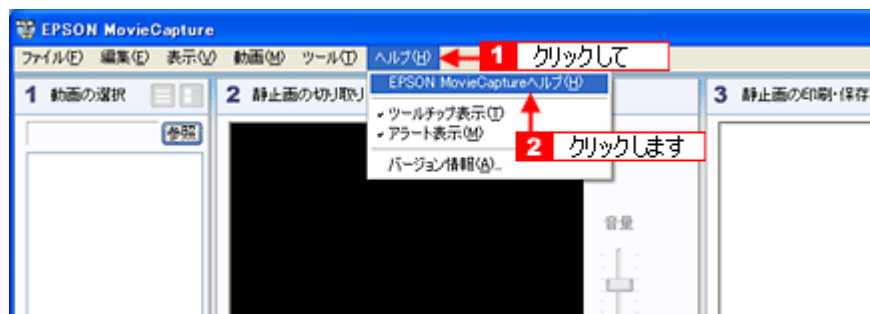 EPSON MovieCapture
ファイル(F) 編集(E) 表示(V) 動画(M) ツール(T) ヘルプ(H) 1 クリックして
EPSON MovieCaptureヘルプ(H)
1 動画の選択 2 静止画の切り取り 3 静止画の印刷・保存
ツールチップ表示(T)
参照 アラート表示(M)
2 クリックします
バージョン情報(A)...
音量